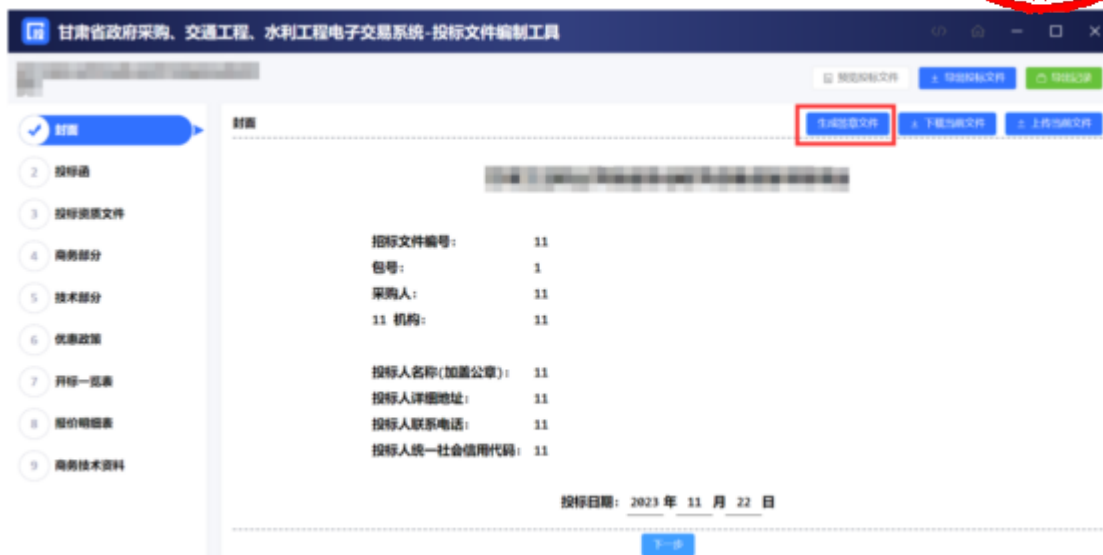 甘肃省政府采购、交通工程、水利工程电子交易系统-投标文件编制工具
预览投标文件 导出投标文件 导出记录
封面
封面 生成签章文件 下载当前文件 上传当前文件
2 投标函
3 投标资质文件
4 商务部分
5 技术部分
6 优惠政策
7 开标一览表
8 报价明细表
9 商务技术资料
招标文件编号: 11
包号: 1
采购人: 11
11 机构: 11
投标人名称(加盖公章): 11
投标人详细地址: 11
投标人联系电话: 11
投标人统一社会信用代码: 11
投标日期: 2023 年 11 月 22 日
下一步